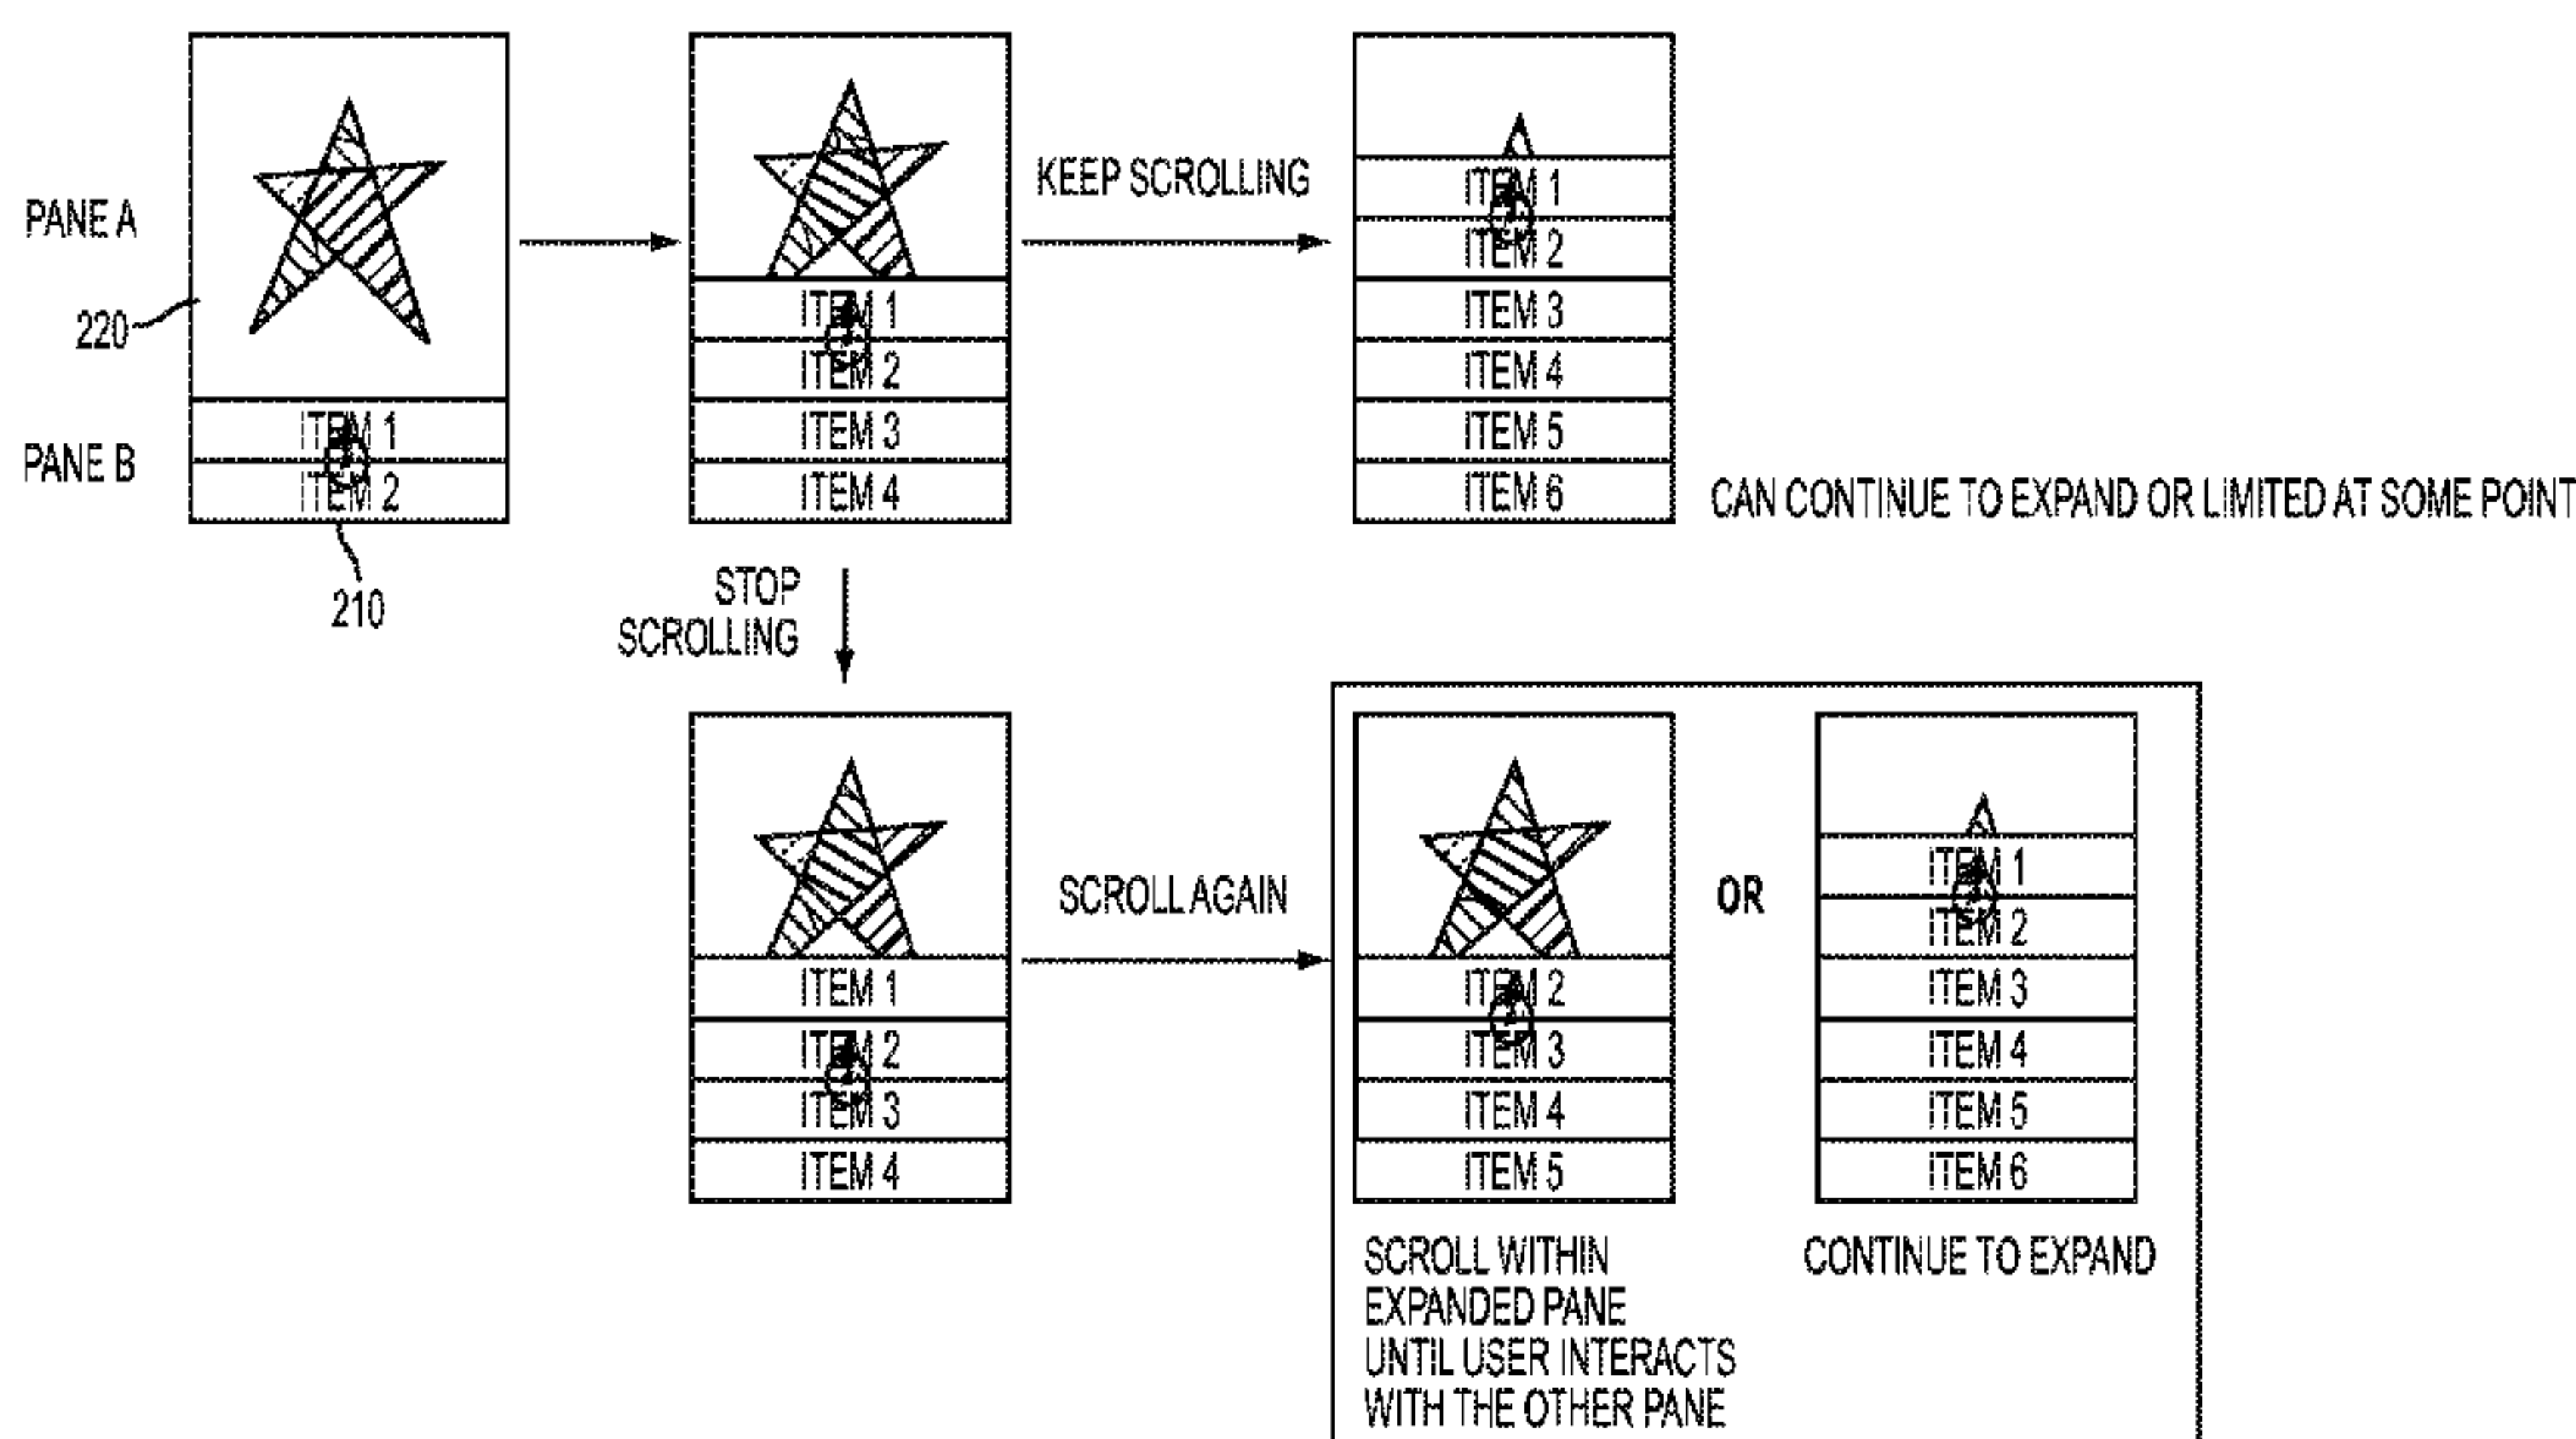 PANE A
220
PANE B
ITEM 1
ITEM 2
210
ITEM 1
ITEM 2
ITEM 3
ITEM 4
KEEP SCROLLING
ITEM 1
ITEM 2
ITEM 3
ITEM 4
ITEM 5
ITEM 6
CAN CONTINUE TO EXPAND OR LIMITED AT SOME POINT
STOP
SCROLLING
ITEM 1
ITEM 2
ITEM 3
ITEM 4
SCROLL AGAIN
ITEM 2
ITEM 3
ITEM 4
ITEM 5
SCROLL WITHIN
EXPANDED PANE
UNTIL USER INTERACTS
WITH THE OTHER PANE
OR
ITEM 1
ITEM 2
ITEM 3
ITEM 4
ITEM 5
ITEM 6
CONTINUE TO EXPAND